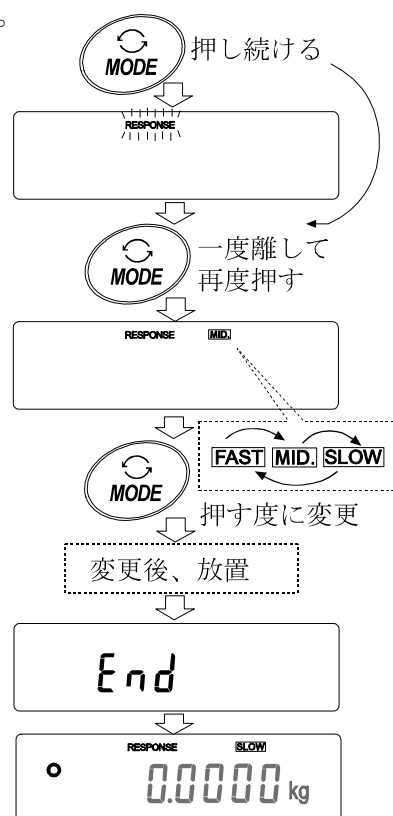 。
MODE 押し続ける
RESPONSE
MODE 一度離して
再度押す
RESPONSE MID.
FAST MID. SLOW
MODE
押す度に変更
変更後、放置
End
RESPONSE SLOW
0.0000 kg